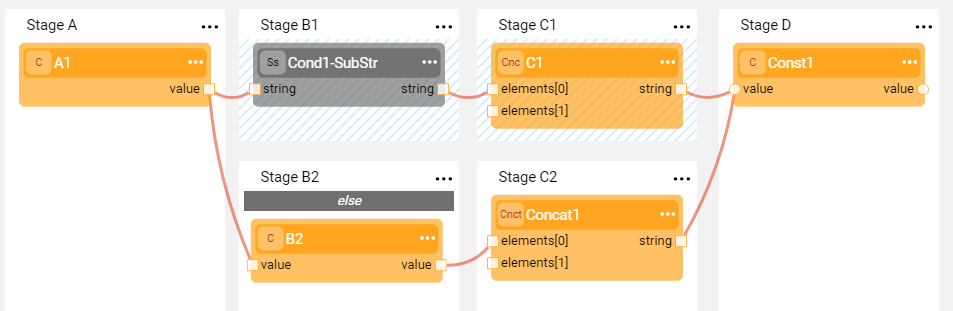 Stage A
Stage B1
Stage C1
Stage D
C A1
Ss Cond1-SubStr
Cnc C1
C Const1
value
string string
elements[0] string
value value
elements[1]
Stage B2
Stage C2
else
Cnct Concat1
C B2
elements[0] string
value value
elements[1]